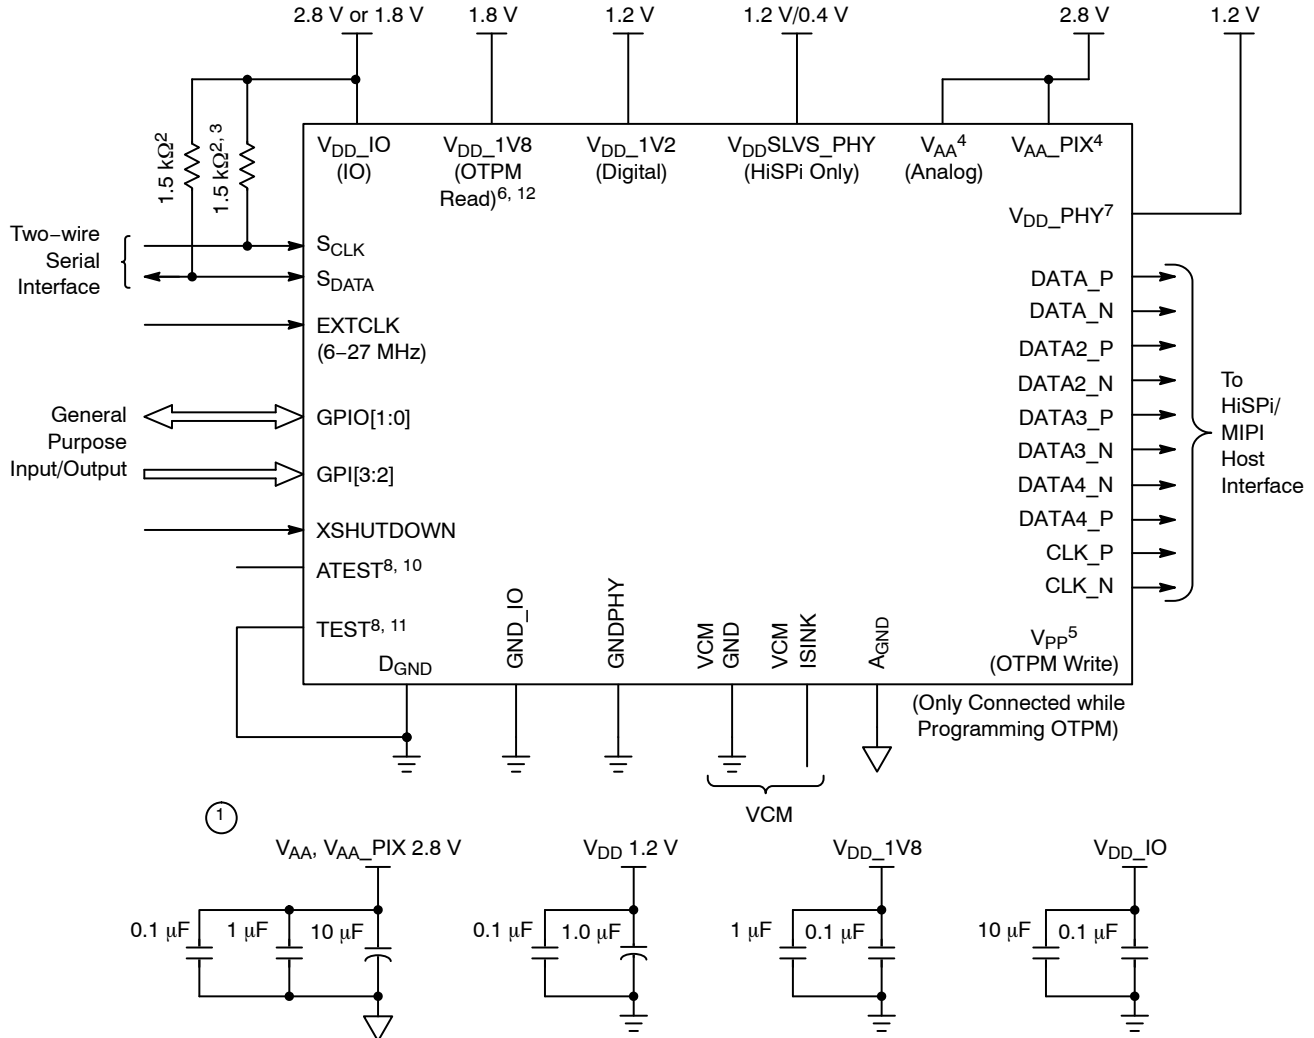 2.8 V or 1.8 V
1.8 V
1.2 V
1.2 V/0.4 V
2.8 V
1.2 V
1.5 kΩ2
1.5 kΩ2, 3
VDD_IO
(IO)
VDD_1V8
(OTPM
Read)6, 12
VDD_1V2
(Digital)
VDDSLVS_PHY
(HiSPi Only)
VAA4
(Analog)
VAA_PIX4
VDD_PHY7
Two−wire
Serial
Interface
SCLK
SDATA
EXTCLK
(6−27 MHz)
General
Purpose
Input/Output
GPIO[1:0]
GPI[3:2]
XSHUTDOWN
ATEST8, 10
TEST8, 11
DATA_P
DATA_N
DATA2_P
DATA2_N
DATA3_P
DATA3_N
DATA4_N
DATA4_P
CLK_P
CLK_N
To
HiSPi/
MIPI
Host
Interface
DGND
GND_IO
GNDPHY
VCM
GND
VCM
ISINK
AGND
VPP5
(OTPM Write)
(Only Connected while
Programming OTPM)
VCM
1
VAA, VAA_PIX 2.8 V
0.1 μF
1 μF
10 μF
VDD 1.2 V
0.1 μF
1.0 μF
VDD_1V8
1 μF
0.1 μF
VDD_IO
10 μF
0.1 μF